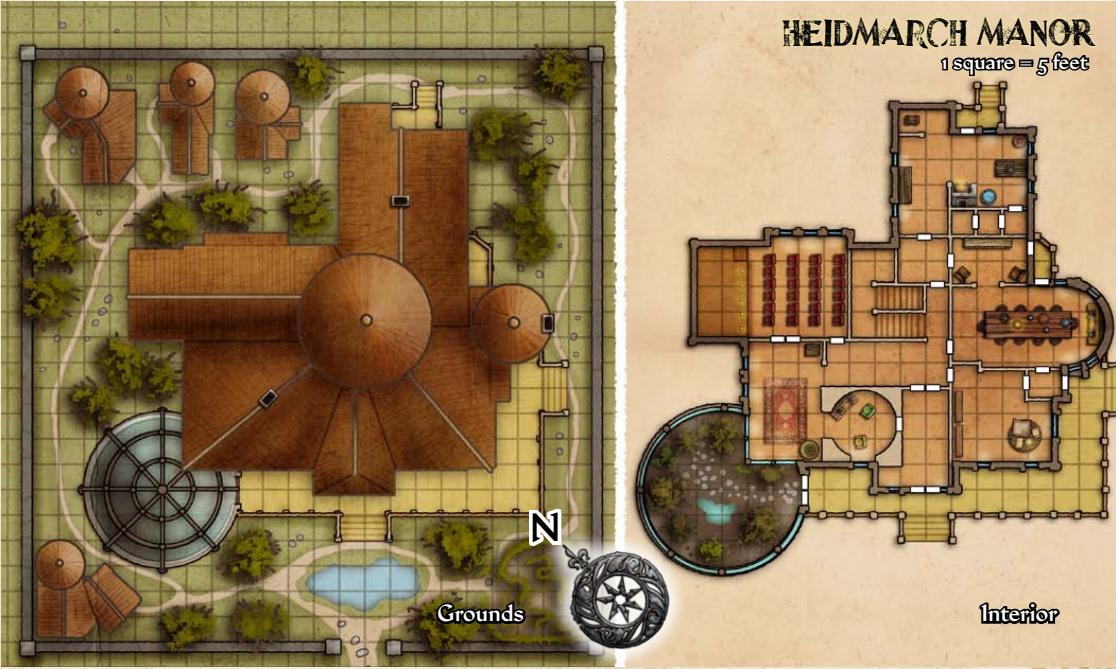 HEIDMARCH MANOR
1 square = 5 feet
N
Grounds
Interior